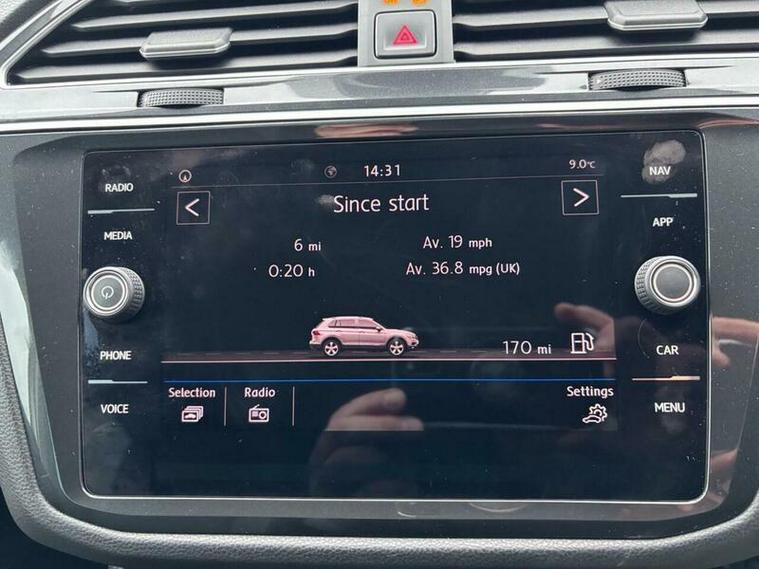 RADIO
MEDIA
PHONE
VOICE
14:31
9.0°C
<
Since start
>
6 mi
Av. 19 mph
0:20 h
Av. 36.8 mpg (UK)
170 mi
Selection
Radio
Settings
NAV
APP
CAR
MENU